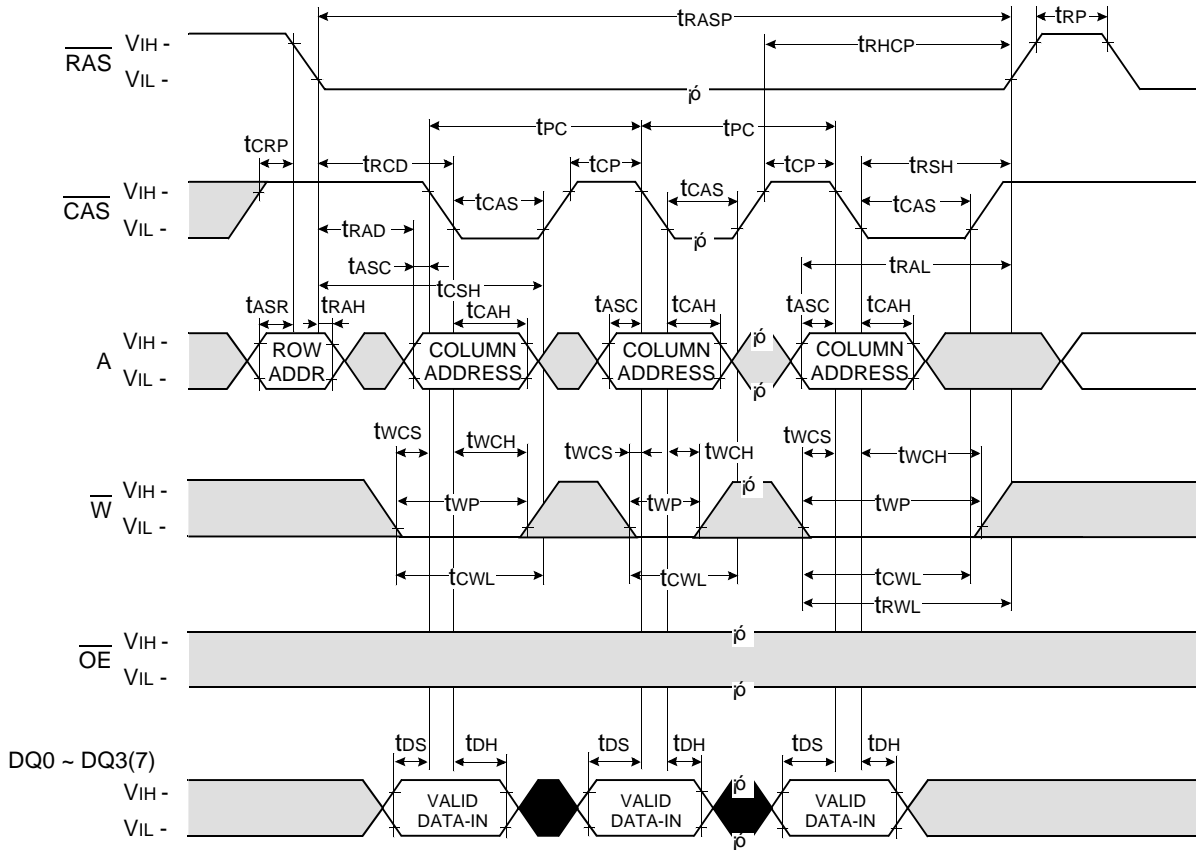 tRASP
tRP
tRHCP
RAS
VIH -
VIL -
¡ó
tPC
tPC
tCRP
tRCD
tCP
tCP
tRSH
CAS
VIH -
VIL -
tCAS
tCAS
tCAS
¡ó
tRAD
tASC
tCSH
tRAL
tASR
tRAH
tCAH
tASC
tCAH
tASC
tCAH
A
VIH -
VIL -
ROW
ADDR
COLUMN
ADDRESS
COLUMN
ADDRESS
¡ó
¡ó
COLUMN
ADDRESS
tWCS
tWCH
tWCS
tWCH
tWCS
tWCH
W
VIH -
VIL -
¡ó
tWP
tWP
tWP
tCWL
tCWL
tCWL
tRWL
OE
VIH -
VIL -
¡ó
¡ó
DQ0 ~ DQ3(7)
tDS
tDH
tDS
tDH
tDS
tDH
VIH -
VIL -
VALID
DATA-IN
VALID
DATA-IN
¡ó
¡ó
VALID
DATA-IN